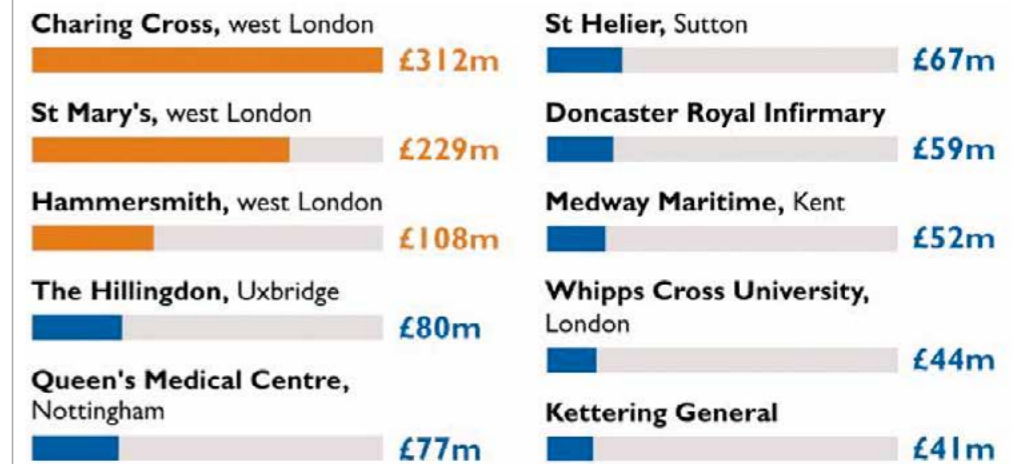 Charing Cross, west London
£312m
St Mary's, west London
£229m
Hammersmith, west London
£108m
The Hillingdon, Uxbridge
£80m
Queen's Medical Centre,
Nottingham
£77m
St Helier, Sutton
£67m
Doncaster Royal Infirmary
£59m
Medway Maritime, Kent
£52m
Whipps Cross University,
London
£44m
Kettering General
£41m